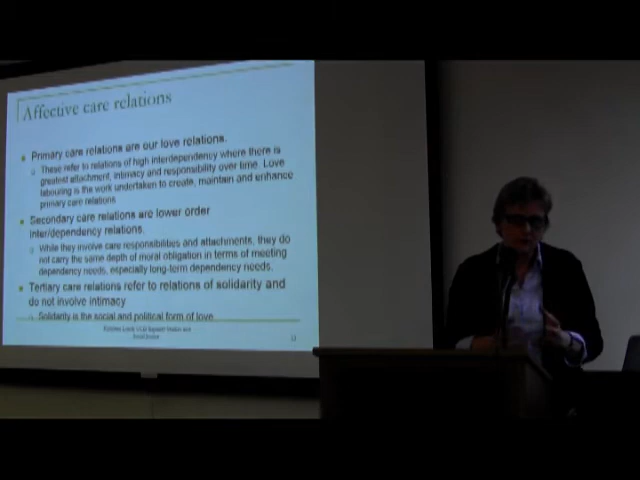 Affective care relations
Primary care relations are our love relations.
These refer to relations of high interdependency where there is
greatest attachment, intimacy and responsibility over time. Love
labouring is the work undertaken to create, maintain and enhance
primary care relations
Secondary care relations are lower order
inter/dependency relations.
While they involve care responsibilities and attachments, they do
not carry the same depth of moral obligation in terms of meeting
dependency needs, especially long-term dependency needs.
Tertiary care relations refer to relations of solidarity and
do not involve intimacy
Solidarity is the social and political form of love